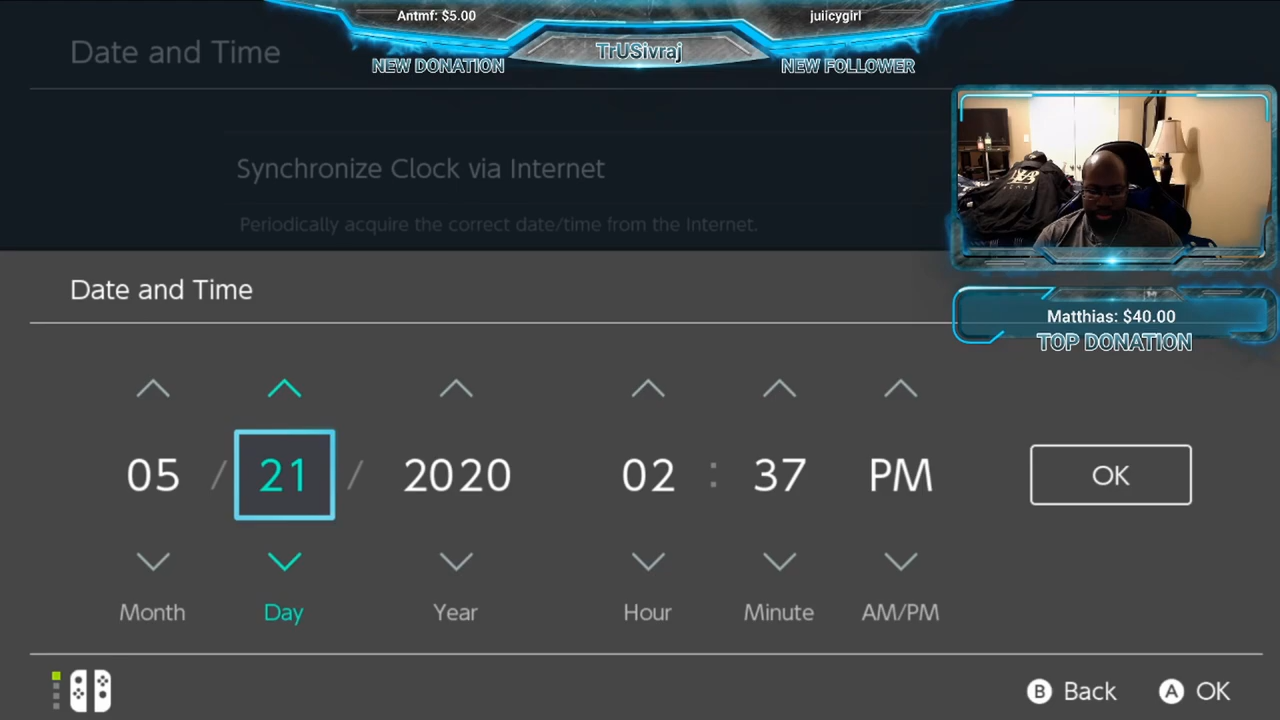 Antmf: $5.00
juiicygirl
Date and Time
TrUSivraj
NEW DONATION
NEW FOLLOWER
Synchronize Clock via Internet
Periodically acquire the correct date/time from the Internet.
Date and Time
Matthias: $40.00
TOP DONATION
05 / 21 / 2020 02 : 37 PM OK
Month Day Year Hour Minute AM/PM
B Back A OK